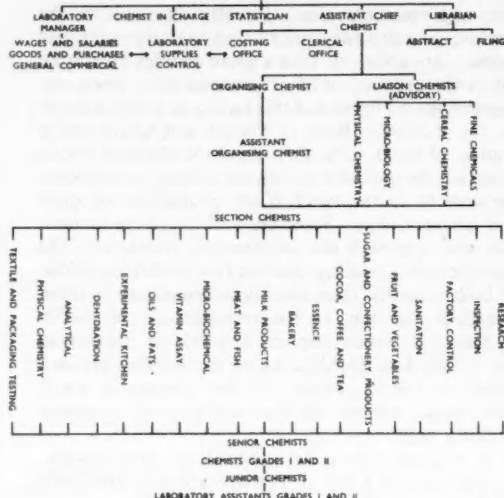 LABORATORY MANAGER
CHEMIST IN CHARGE
STATISTICIAN
ASSISTANT CHIEF CHEMIST
LIBRARIAN
WAGES AND SALARIES
GOODS AND PURCHASES
GENERAL COMMERCIAL
LABORATORY SUPPLIES CONTROL
COSTING OFFICE
CLERICAL OFFICE
ABSTRACT
FILING
ORGANISING CHEMIST
LIAISON CHEMISTS
(ADVISORY)
PHYSICAL CHEMISTRY
MICRO-BIOLOGY
CEREAL CHEMISTRY
FINE CHEMICALS
ASSISTANT
ORGANISING CHEMIST
SECTION CHEMISTS
TEXTILE AND PACKAGING TESTING
PHYSICAL CHEMISTRY
ANALYTICAL
DEHYDRATION
EXPERIMENTAL KITCHEN
OILS AND FATS
VITAMIN ASSAY
MICRO-BIOCHEMICAL
MEAT AND FISH
MILK PRODUCTS
BAKERY
ESSENCE
COCOA, COFFEE AND TEA
SUGAR AND CONFECTIONERY PRODUCTS
FRUIT AND VEGETABLES
SANITATION
FACTORY CONTROL
INSPECTION
RESEARCH
SENIOR CHEMISTS
CHEMISTS GRADES I AND II
JUNIOR CHEMISTS
LABORATORY ASSISTANTS GRADES I AND II